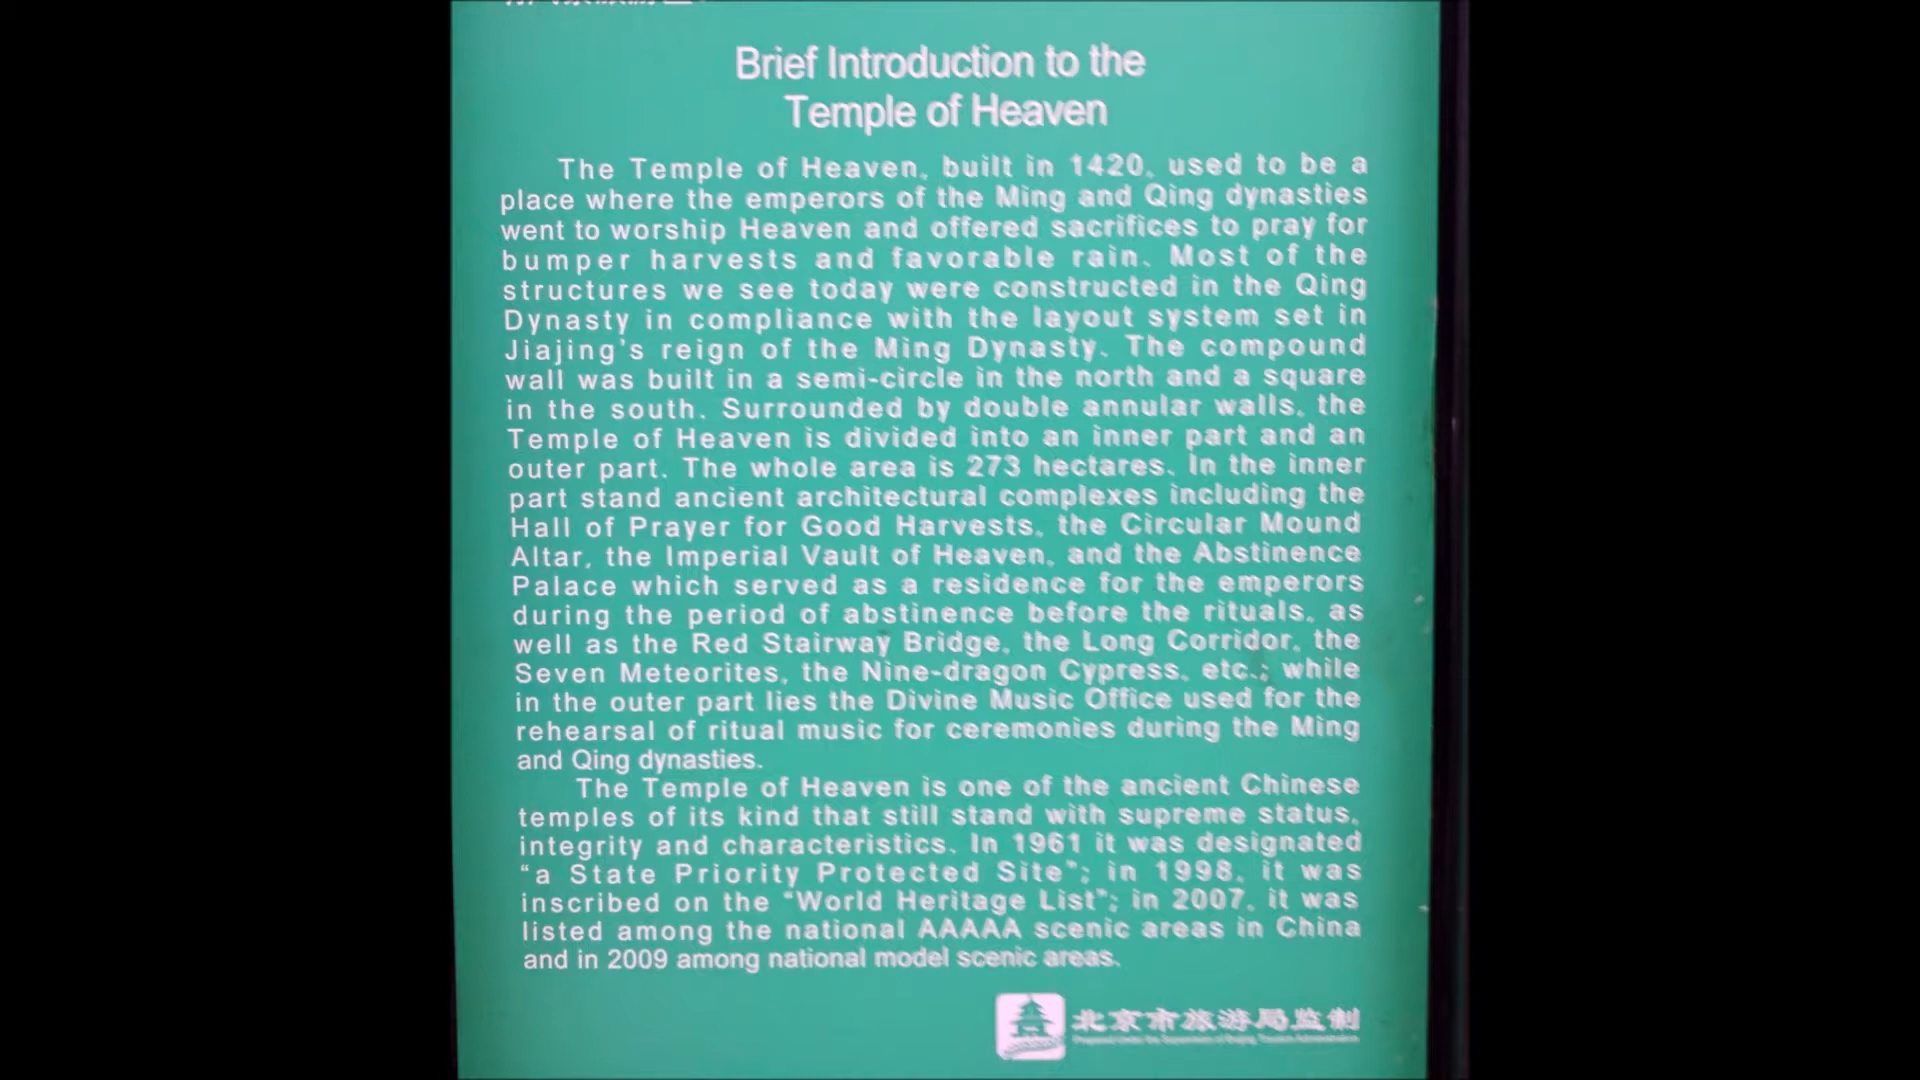 Brief Introduction to the
Temple of Heaven
The Temple of Heaven, built in 1420, used to be a
place where the emperors of the Ming and Qing dynasties
went to worship Heaven and offered sacrifices to pray for
bumper harvests and favorable rain. Most of the
structures we see today were constructed in the Qing
Dynasty in compliance with the layout system set in
Jiajing's reign of the Ming Dynasty. The compound
wall was built in a semi-circle in the north and a square
in the south. Surrounded by double annular walls, the
Temple of Heaven is divided into an inner part and an
outer part. The whole area is 273 hectares. In the inner
part stand ancient architectural complexes including the
Hall of Prayer for Good Harvests, the Circular Mound
Altar, the Imperial Vault of Heaven, and the Abstinence
Palace which served as a residence for the emperors
during the period of abstinence before the rituals, as
well as the Red Stairway Bridge, the Long Corridor, the
Seven Meteorites, the Nine-dragon Cypress, etc.; while
in the outer part lies the Divine Music Office used for the
rehearsal of ritual music for ceremonies during the Ming
and Qing dynasties.
The Temple of Heaven is one of the ancient Chinese
temples of its kind that still stand with supreme status,
integrity and characteristics. In 1961 it was designated
“a State Priority Protected Site”; in 1998, it was
inscribed on the “World Heritage List”; in 2007, it was
listed among the national AAAAA scenic areas in China
and in 2009 among national model scenic areas.
北京市旅游局监制